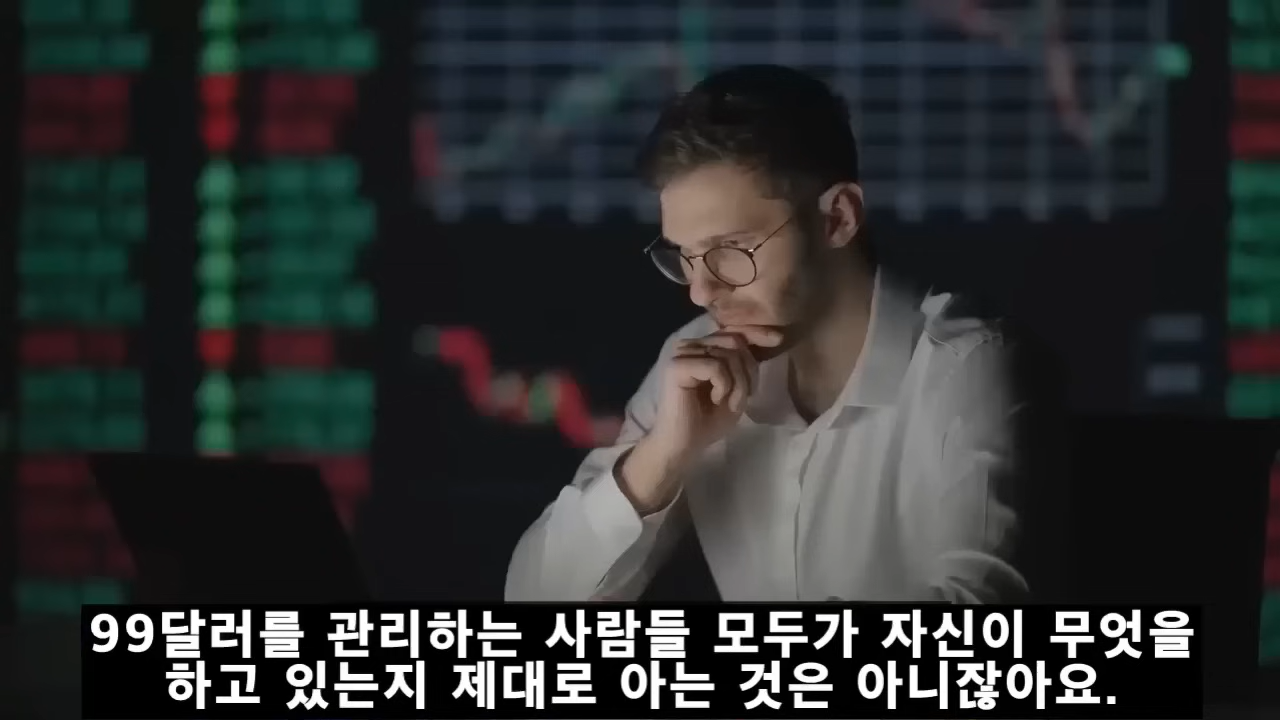 99달러를 관리하는 사람들 모두가 자신이 무엇을
하고 있는지 제대로 아는 것은 아니잖아요.